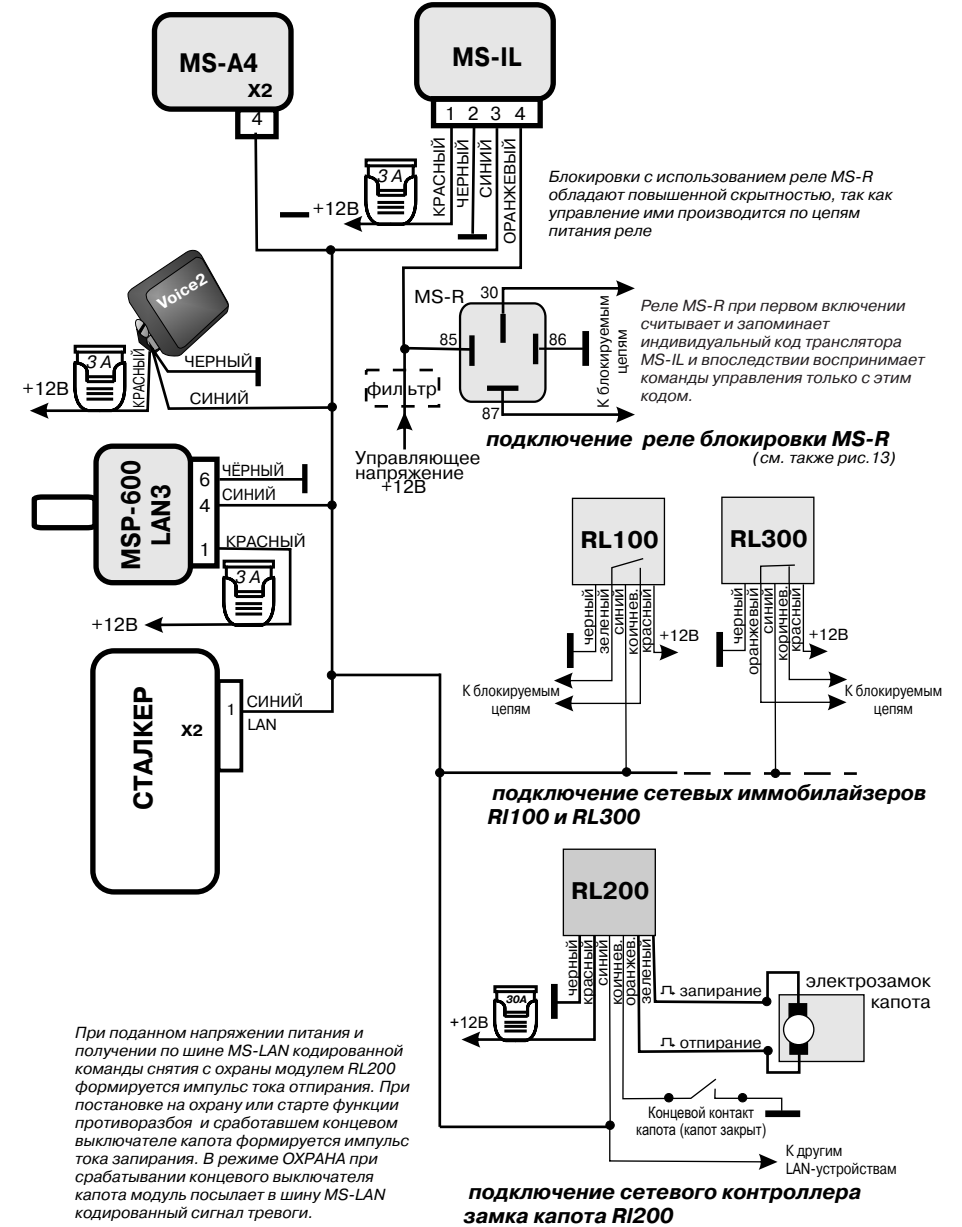 MS-A4
X2
4
MS-IL
1 2 3 4
КРАСНЫЙ
ЧЕРНЫЙ
СИНИЙ
ОРАНЖЕВЫЙ
3 А
+12В
Блокировки с использованием реле MS-R
обладают повышенной скрытностью, так как
управление ими производится по цепям
питания реле
Voice2
3 А
+12В
КРАСНЫЙ
ЧЕРНЫЙ
СИНИЙ
MS-R
30
85
86
87
К блокируемым
цепям
фильтр
Управляющее
напряжение
+12В
Реле MS-R при первом включении
считывает и запоминает
индивидуальный код транслятора
MS-IL и впоследствии воспринимает
команды управления только с этим
кодом.
подключение реле блокировки MS-R
(см. также рис.13)
MSP-600
LAN3
6
4
1
ЧЁРНЫЙ
СИНИЙ
КРАСНЫЙ
3 А
+12В
RL100
черный
зеленый
синий
коичнев.
красный
+12В
К блокируемым
цепям
RL300
черный
оранжевый
синий
коричнев.
красный
+12В
К блокируемым
цепям
СТАЛКЕР
X2
1
СИНИЙ
LAN
подключение сетевых иммобилайзеров
Rl100 и RL300
RL200
черный
красный
синий
коичнев.
оранжев.
зеленый
30А
+12В
запирание
отпирание
электрозамок
капота
Концевой контакт
капота (капот закрыт)
К другим
LAN-устройствам
При поданном напряжении питания и
получении по шине MS-LAN кодированной
команды снятия с охраны модулем RL200
формируется импульс тока отпирания. При
постановке на охрану или старте функции
противоразбоя и сработавшем концевом
выключателе капота формируется импульс
тока запирания. В режиме ОХРАНА при
срабатывании концевого выключателя
капота модуль посылает в шину MS-LAN
кодированный сигнал тревоги.
подключение сетевого контроллера
замка капота Rl200